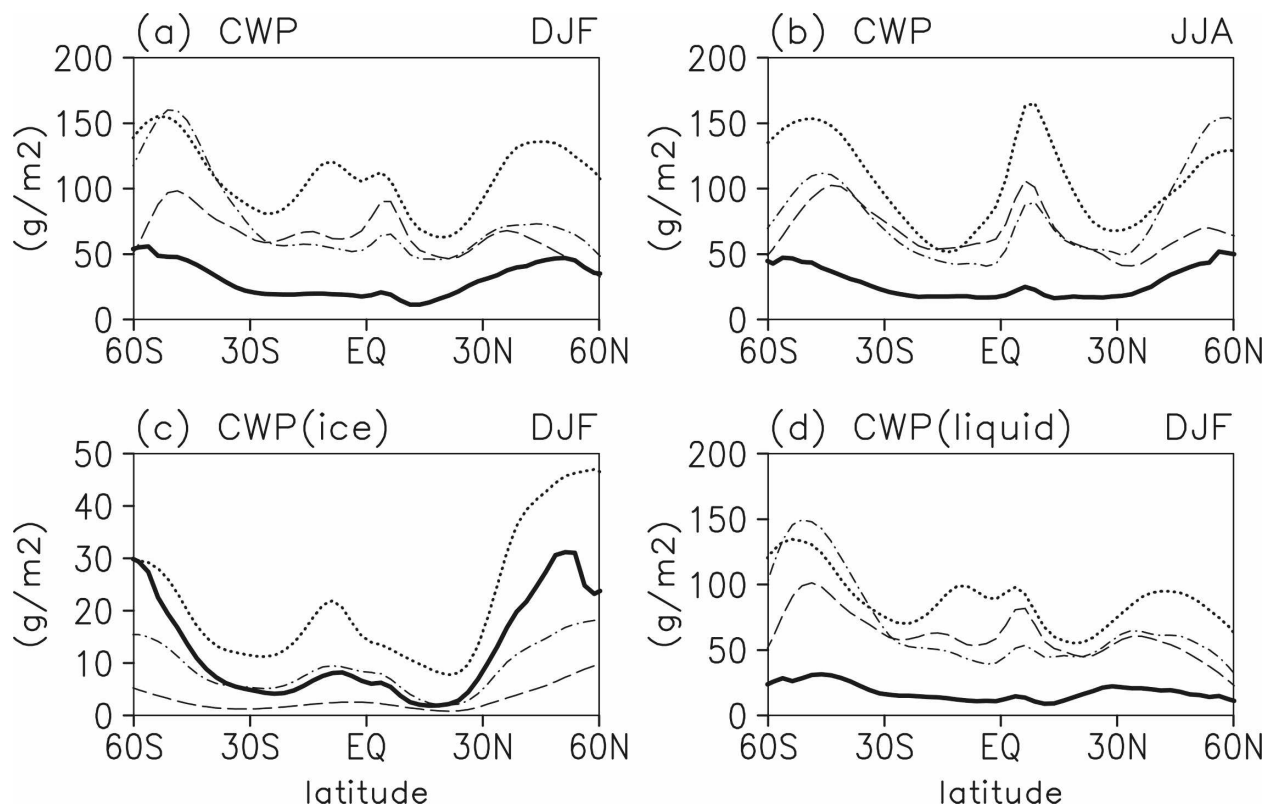 (a) CWP DJF
(b) CWP JJA
200
150
100
50
0
(g/m2)
60S 30S EQ 30N 60N
200
150
100
50
0
(g/m2)
60S 30S EQ 30N 60N
(c) CWP(ice) DJF
(d) CWP(liquid) DJF
50
40
30
20
10
0
(g/m2)
60S 30S EQ 30N 60N
latitude
200
150
100
50
0
(g/m2)
60S 30S EQ 30N 60N
latitude